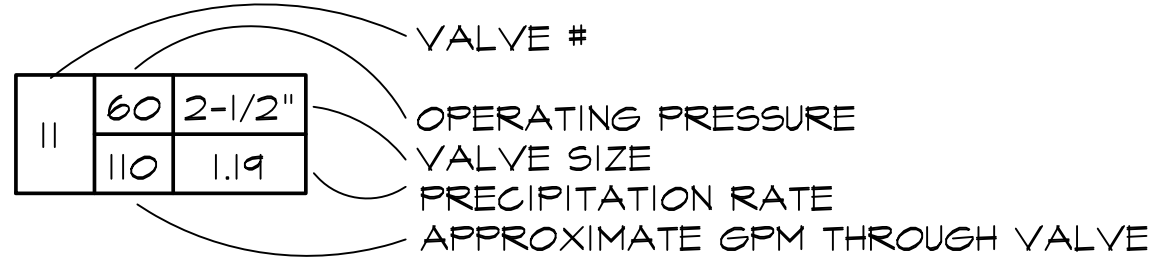 VALVE #
60 2-1/2"
OPERATING PRESSURE
11
VALVE SIZE
110 1.19
PRECIPITATION RATE
APPROXIMATE GPM THROUGH VALVE